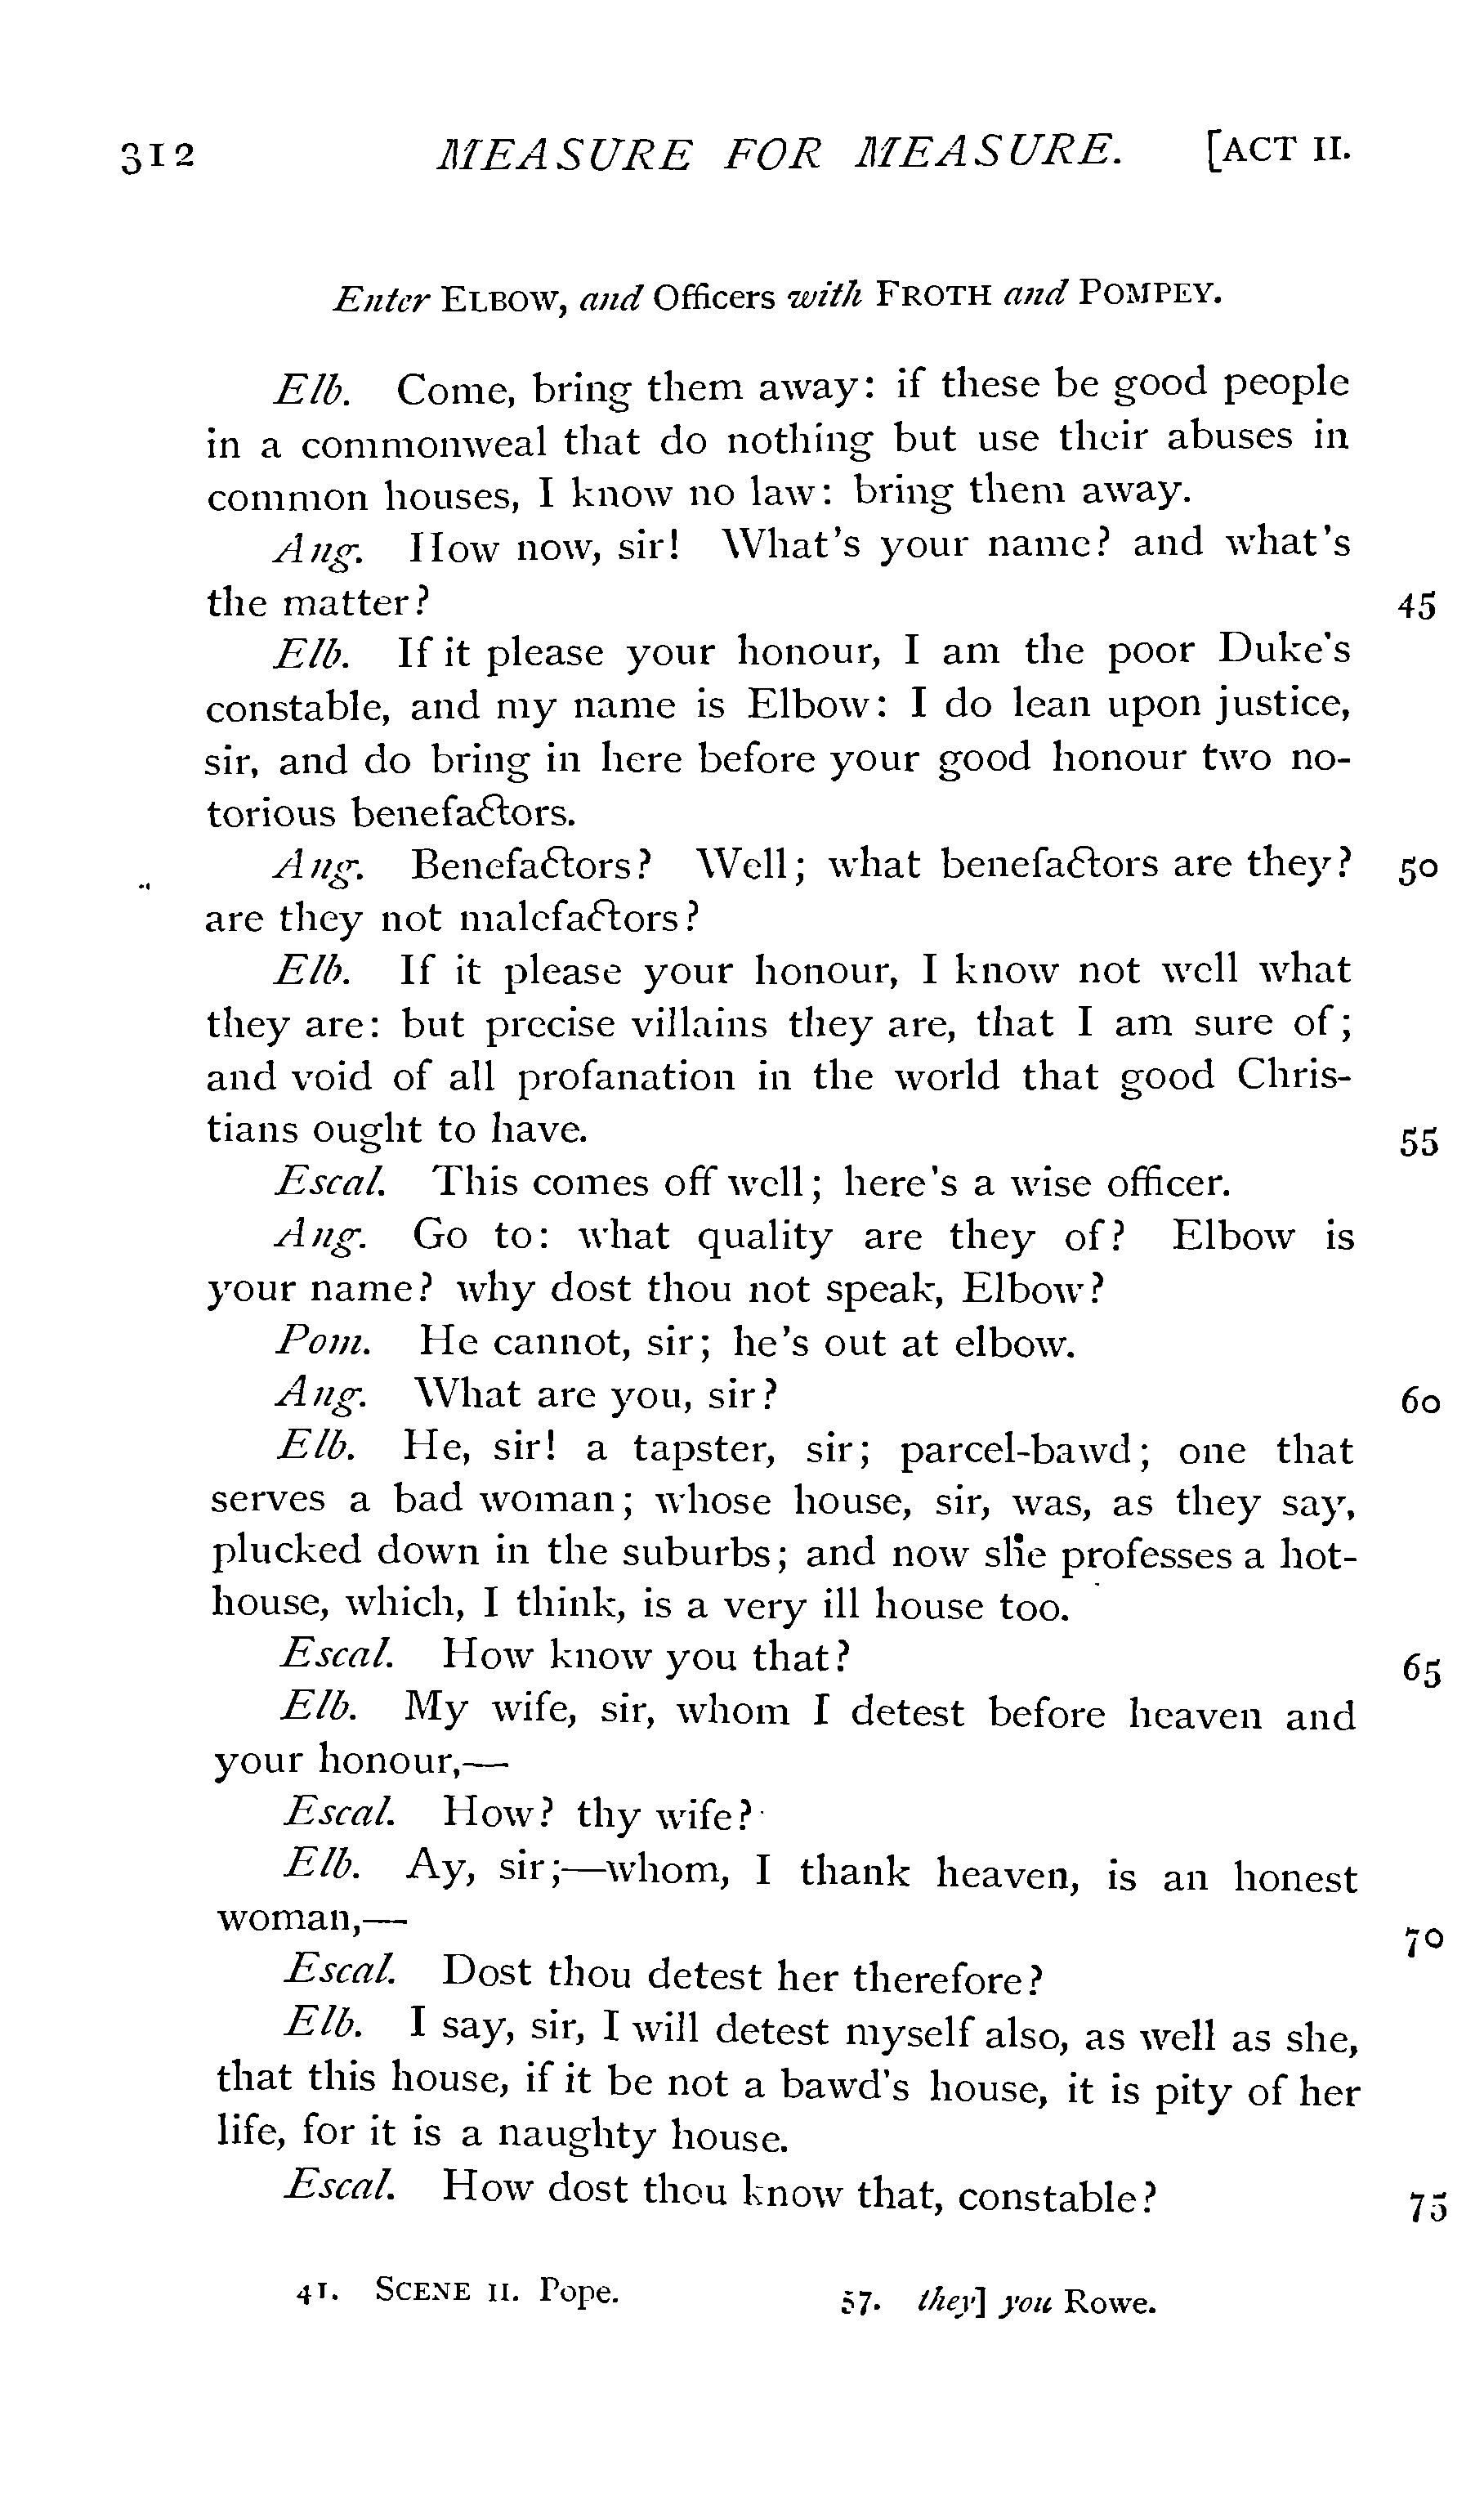 312 MEASURE FOR MEASURE. [ACT II.
Enter ELBOW, and Officers with FROTH and POMPEY.
Elb. Come, bring them away: if these be good people
in a commonweal that do nothing but use their abuses in
common houses, I know no law: bring them away.
Ang. How now, sir! What's your name? and what's
the matter? 45
Elb. If it please your honour, I am the poor Duke's
constable, and my name is Elbow: I do lean upon justice,
sir, and do bring in here before your good honour two no-
torious benefactors.
Ang. Benefactors? Well; what benefactors are they? 50
are they not malefactors?
Elb. If it please your honour, I know not well what
they are: but precise villains they are, that I am sure of;
and void of all profanation in the world that good Chris-
tians ought to have. 55
Escal. This comes off well; here's a wise officer.
Ang. Go to: what quality are they of? Elbow is
your name? why dost thou not speak, Elbow?
Pom. He cannot, sir; he's out at elbow.
Ang. What are you, sir? 60
Elb. He, sir! a tapster, sir; parcel-bawd; one that
serves a bad woman; whose house, sir, was, as they say,
plucked down in the suburbs; and now she professes a hot-
house, which, I think, is a very ill house too.
Escal. How know you that? 65
Elb. My wife, sir, whom I detest before heaven and
your honour,—
Escal. How? thy wife?
Elb. Ay, sir;—whom, I thank heaven, is an honest
woman,— 70
Escal. Dost thou detest her therefore?
Elb. I say, sir, I will detest myself also, as well as she,
that this house, if it be not a bawd's house, it is pity of her
life, for it is a naughty house.
Escal. How dost thou know that, constable? 75
41. SCENE II. Pope. 57. they] you Rowe.